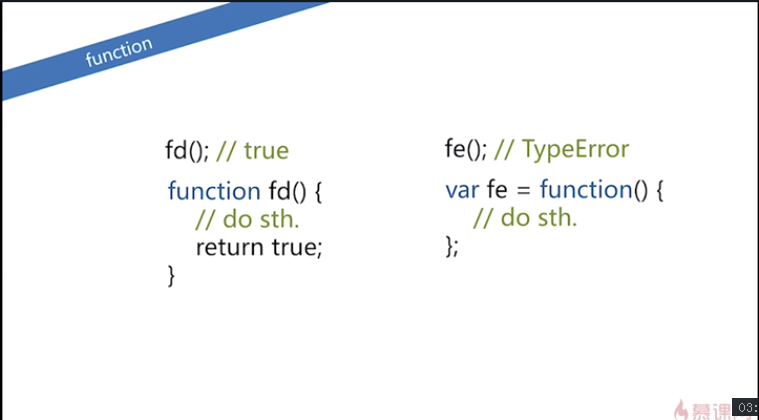 function
fd(); // true
function fd() {
// do sth.
return true;
}
fe(); // TypeError
var fe = function() {
// do sth.
};
慕课
03: